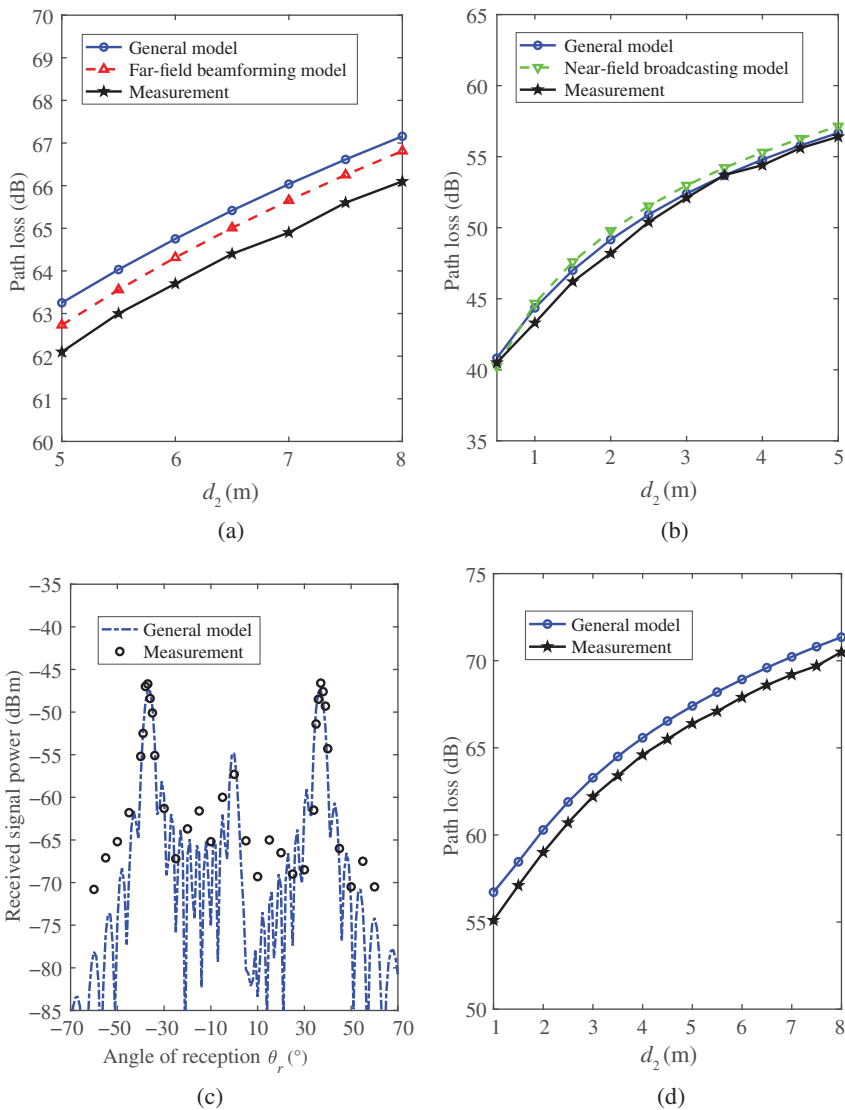 70
69
68
67
66
65
64
63
62
61
60
Path loss (dB)
General model
Far-field beamforming model
Measurement
5
6
7
8
d2 (m)
(a)
65
60
55
50
45
40
35
Path loss (dB)
General model
Near-field broadcasting model
Measurement
1
2
3
4
5
d2 (m)
(b)
−35
−40
−45
−50
−55
−60
−65
−70
−75
−80
−85
Received signal power (dBm)
General model
Measurement
−70
−50
−30
−10
10
30
50
70
Angle of reception θr (°)
(c)
75
70
65
60
55
50
Path loss (dB)
General model
Measurement
1
2
3
4
5
6
7
8
d2 (m)
(d)